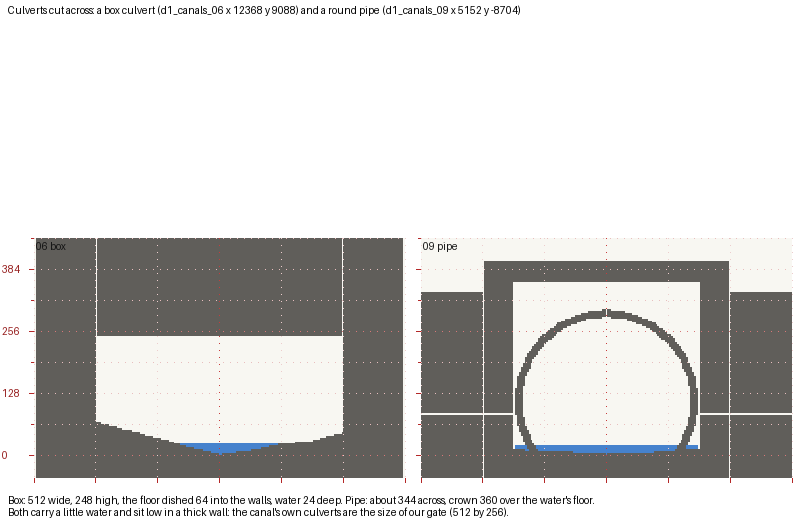 Culverts cut across: a box culvert (d1_canals_06 x 12368 y 9088) and a round pipe (d1_canals_09 x 5152 y -8704)
06 box
09 pipe
384
256
128
0
Box: 512 wide, 248 high, the floor dished 64 into the walls, water 24 deep. Pipe: about 344 across, crown 360 over the water's floor.
Both carry a little water and sit low in a thick wall: the canal's own culverts are the size of our gate (512 by 256).